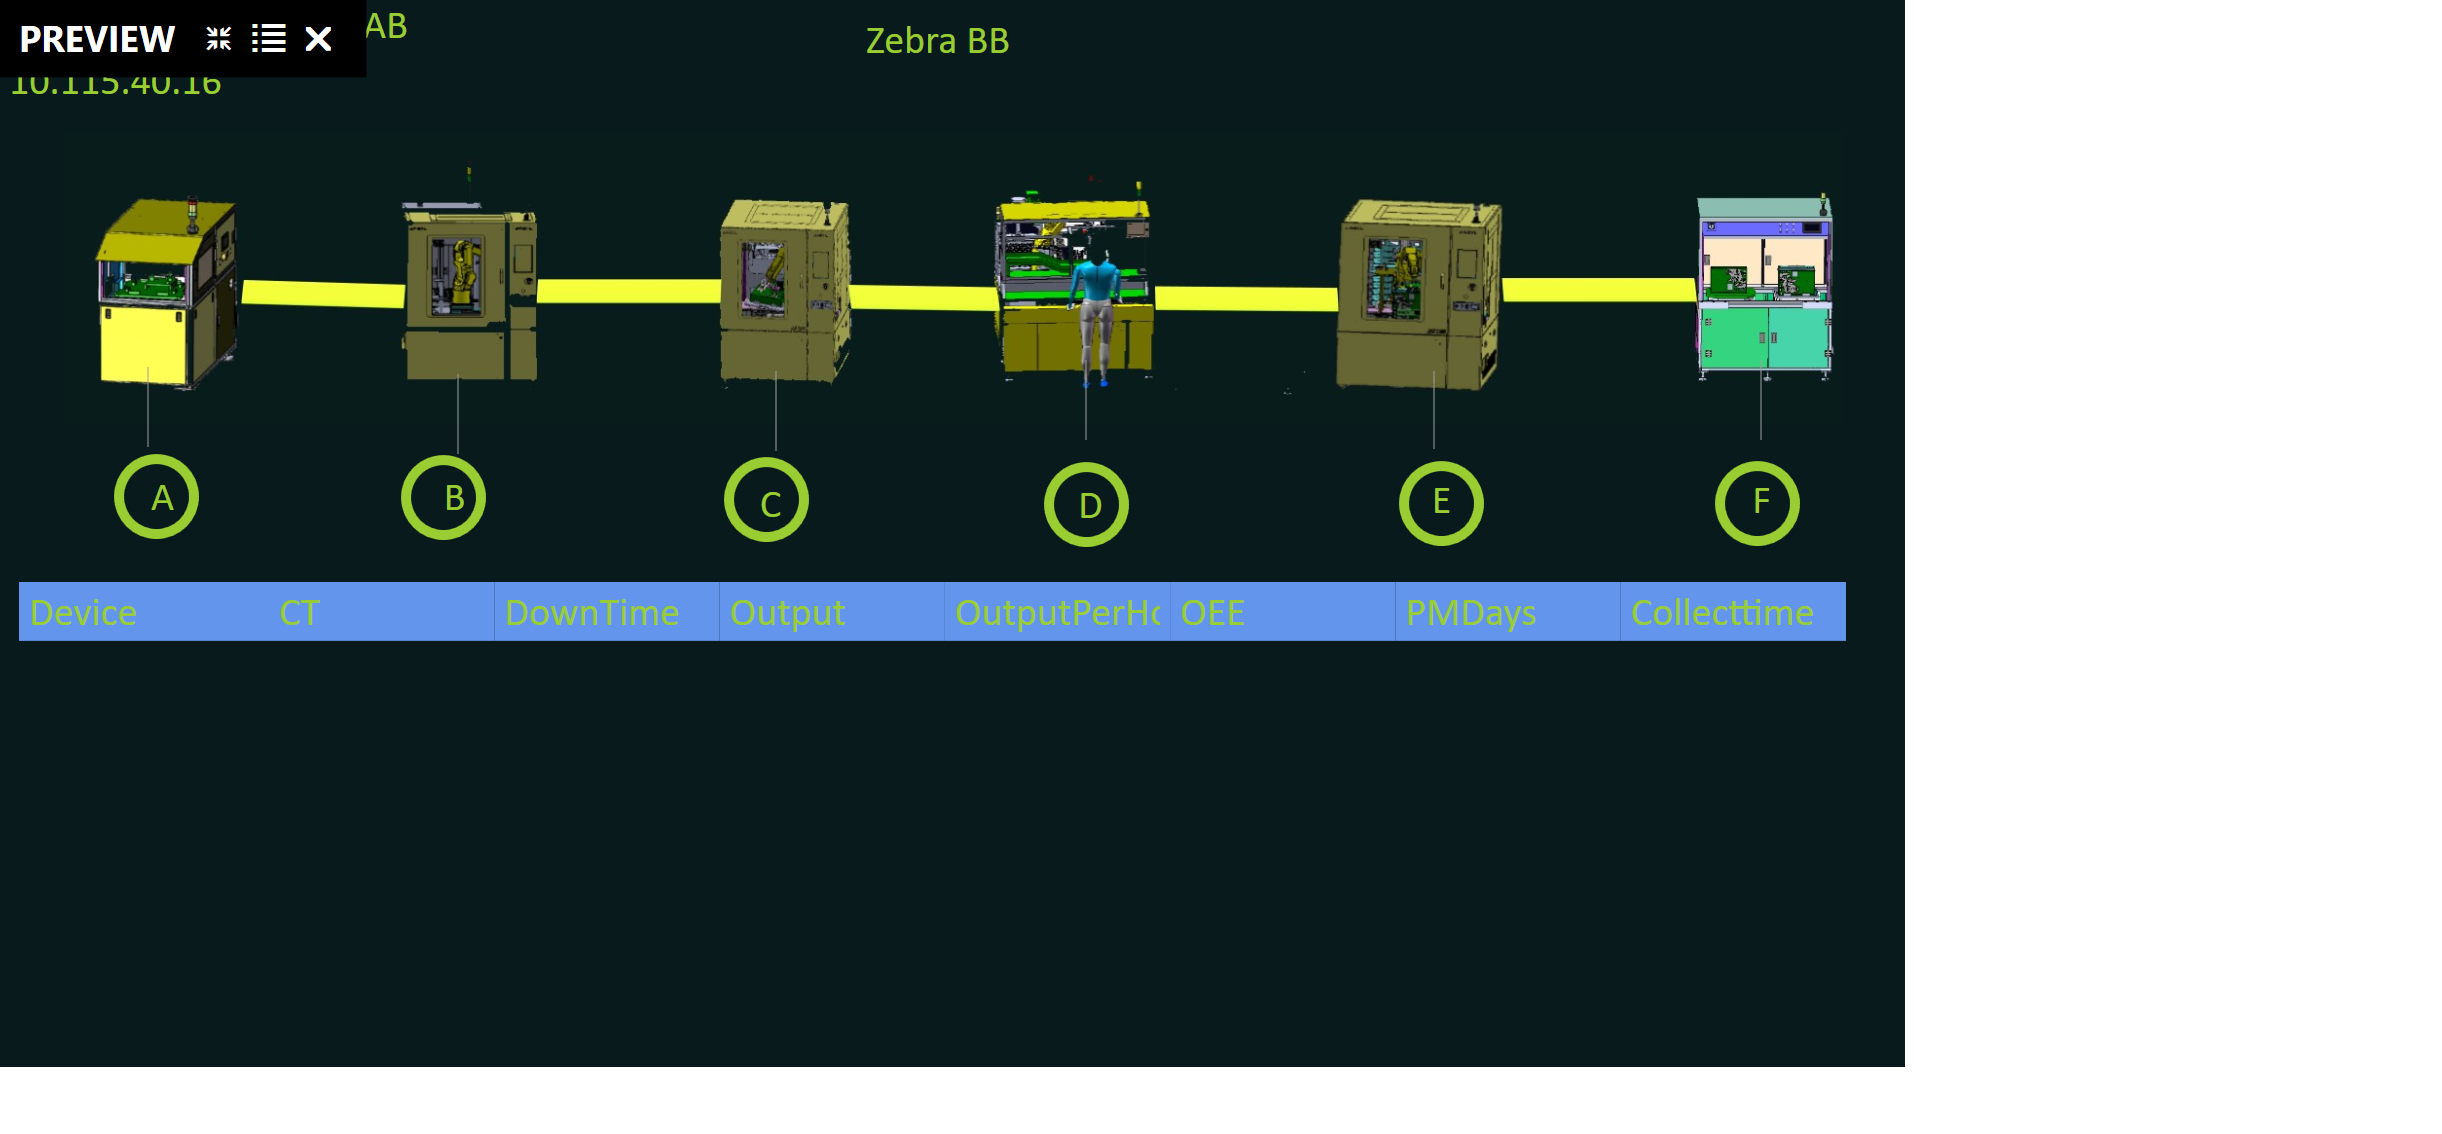 PREVIEW
AB
Zebra BB
10.115.40.16
A
B
C
D
E
F
Device CT DownTime Output OutputPerHo OEE PMDays Collecttime